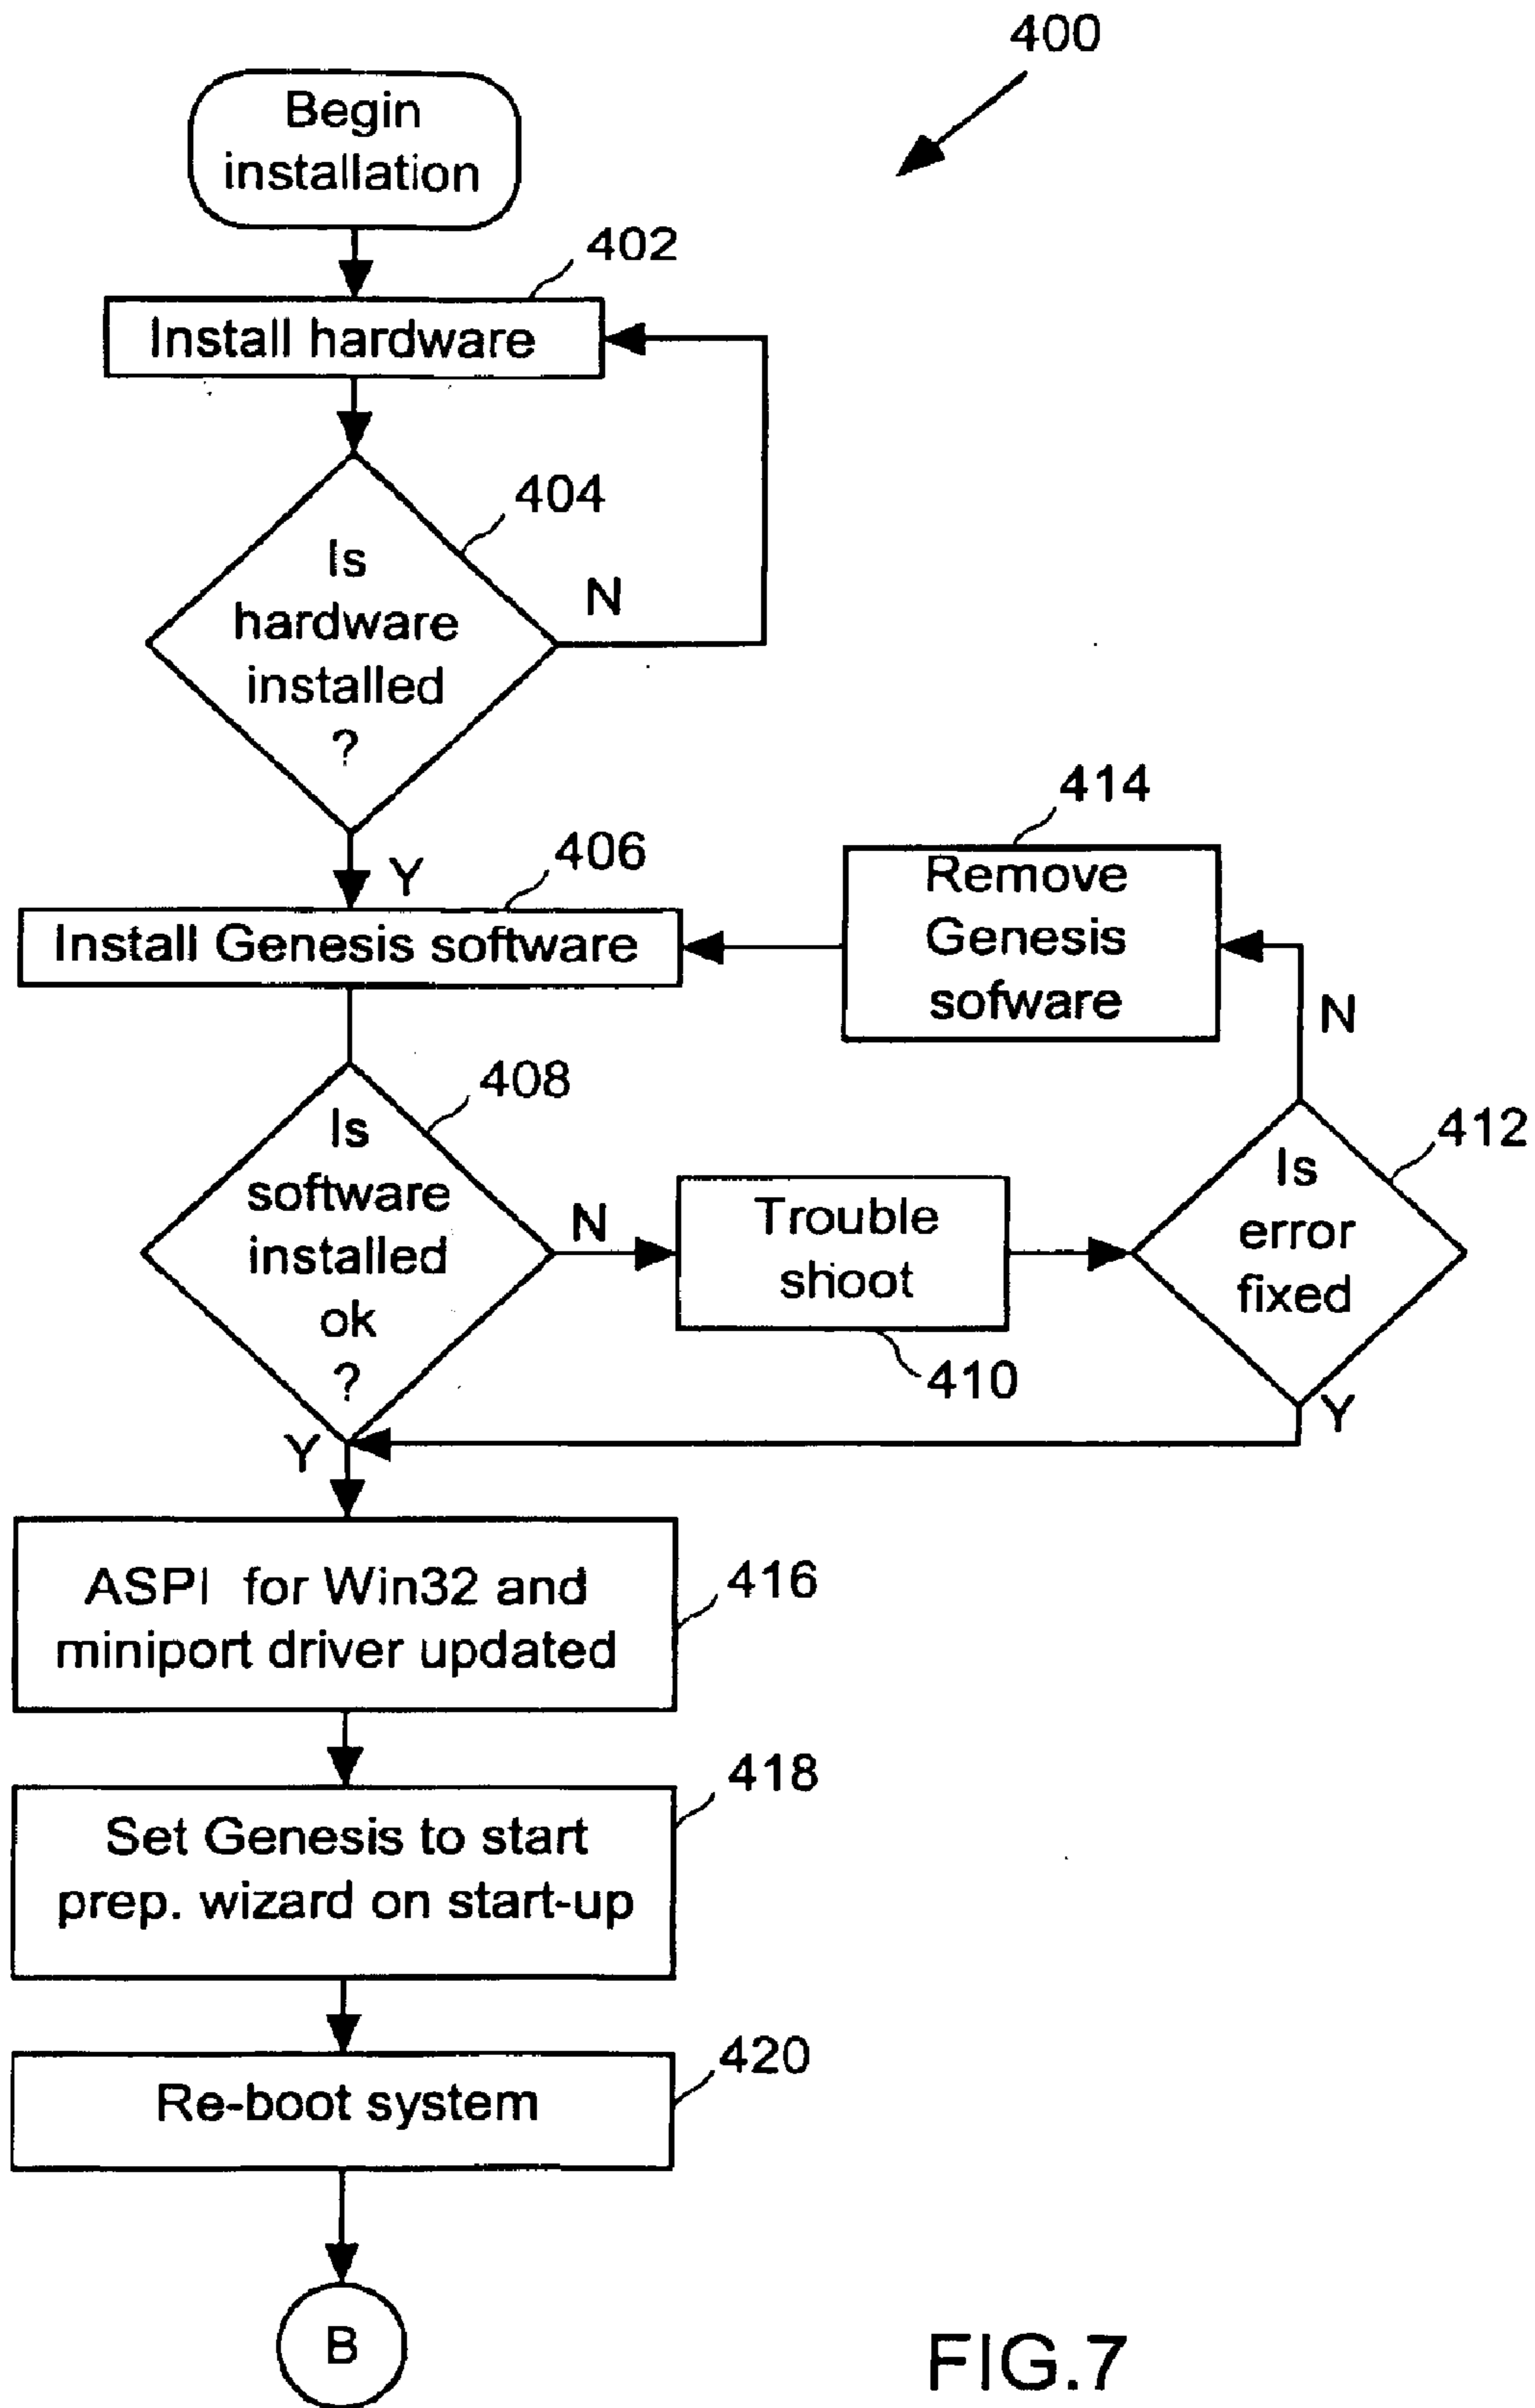 400
Begin
installation
402
Install hardware
404
Is
hardware
installed
?
N
Y
406
Install Genesis software
414
Remove
Genesis
sofware
N
408
Is
software
installed
ok
?
N
Trouble
shoot
410
412
Is
error
fixed
Y
Y
ASPI for Win32 and
miniport driver updated
416
418
Set Genesis to start
prep. wizard on start-up
420
Re-boot system
B
FIG.7